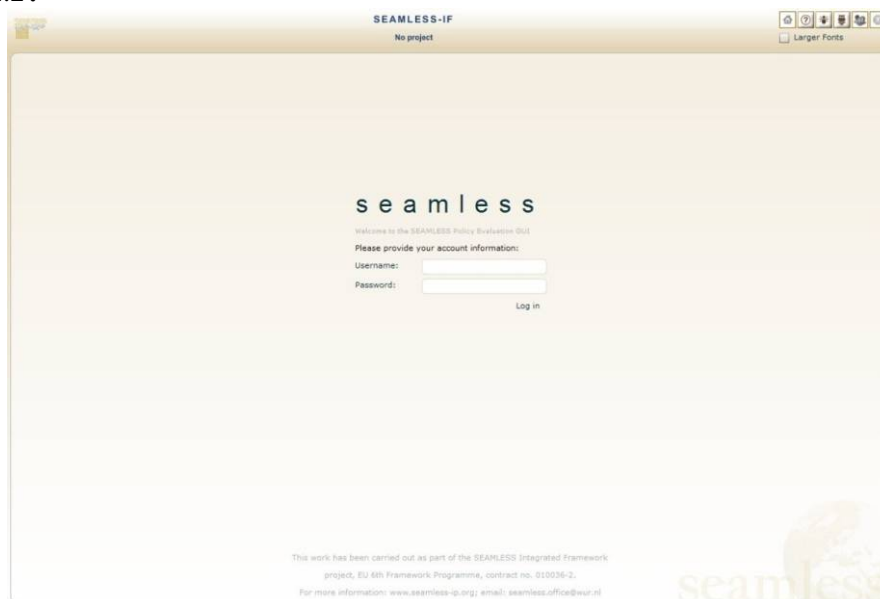 SEAMLESS-IF
No project
Larger Fonts
seamless
Welcome to the SEAMLESS Policy Evaluation GUI
Please provide your account information:
Username:
Password:
Log in
This work has been carried out as part of the SEAMLESS Integrated Framework
project, EU 6th Framework Programme, contract no. 010036-2.
For more information: www.seamless-ip.org; email: seamless.office@wur.nl
seamless